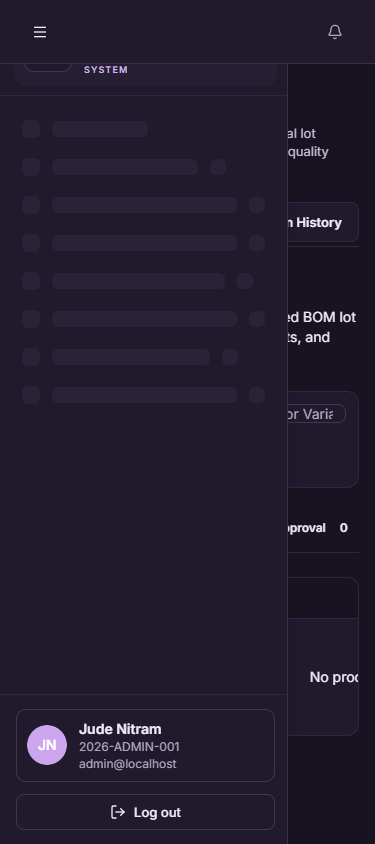 SYSTEM
al lot
quality
n History
ed BOM lot
ts, and
or Varia
pproval 0
No proc
JN
Jude Nitram
2026-ADMIN-001
admin@localhost
Log out